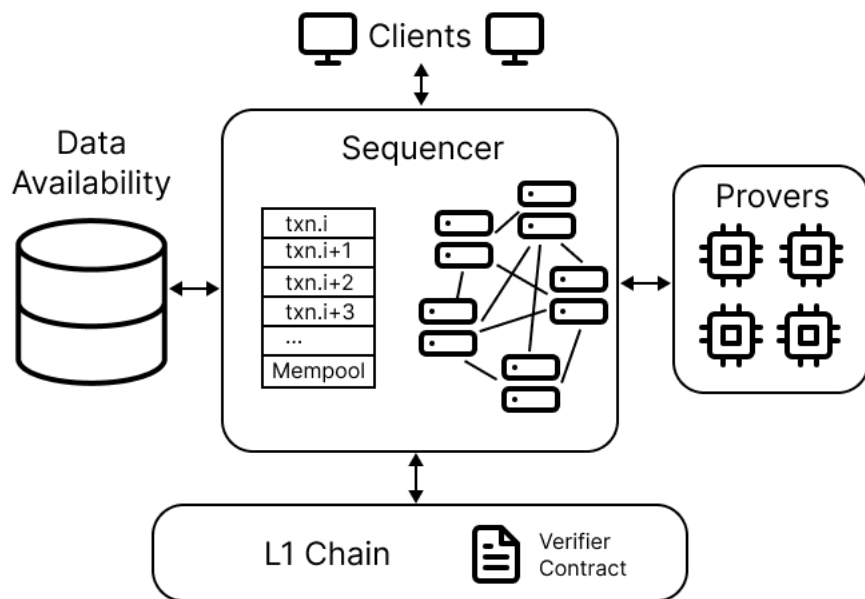 Clients
Data
Availability
Sequencer
txn.i
txn.i+1
txn.i+2
txn.i+3
...
Mempool
Provers
L1 Chain
Verifier
Contract